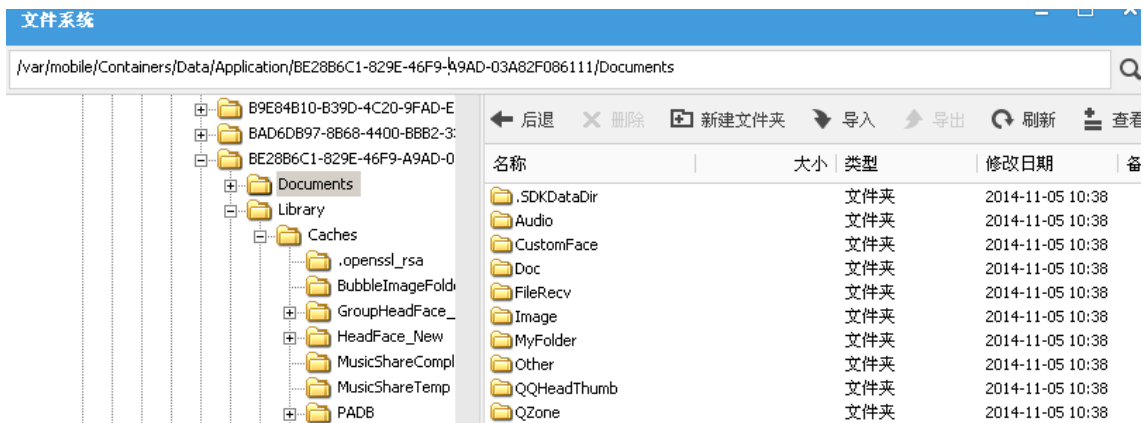 文件系统
/var/mobile/Containers/Data/Application/BE28B6C1-829E-46F9-A9AD-03A82F086111/Documents
B9E84B10-B39D-4C20-9FAD-E
BAD6DB97-8B68-4400-BBB2-3
BE28B6C1-829E-46F9-A9AD-0
Documents
Library
Caches
.openssl_rsa
BubbleImageFold
GroupHeadFace_
HeadFace_New
MusicShareCompl
MusicShareTemp
PADB
后退 删除 新建文件夹 导入 导出 刷新 查看
名称 大小 类型 修改日期 备
.SDKDataDir 文件夹 2014-11-05 10:38
Audio 文件夹 2014-11-05 10:38
CustomFace 文件夹 2014-11-05 10:38
Doc 文件夹 2014-11-05 10:38
FileRecv 文件夹 2014-11-05 10:38
Image 文件夹 2014-11-05 10:38
MyFolder 文件夹 2014-11-05 10:38
Other 文件夹 2014-11-05 10:38
QQHeadThumb 文件夹 2014-11-05 10:38
QZone 文件夹 2014-11-05 10:38